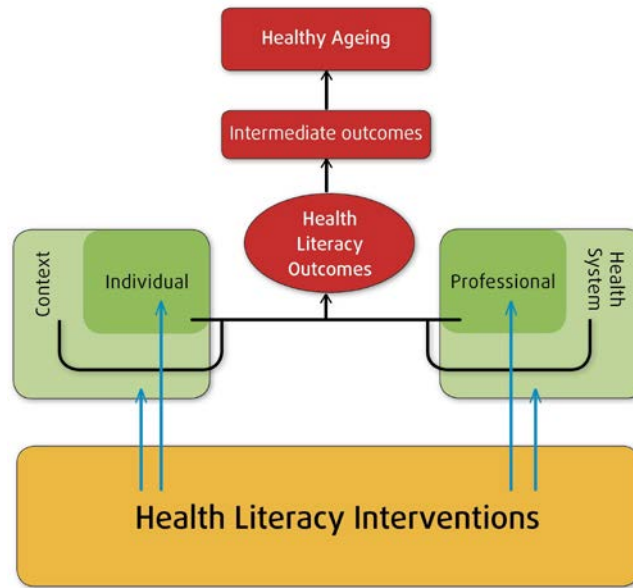 Healthy Ageing
Intermediate outcomes
Health
Literacy
Outcomes
Context
Individual
Professional
Health
System
Health Literacy Interventions